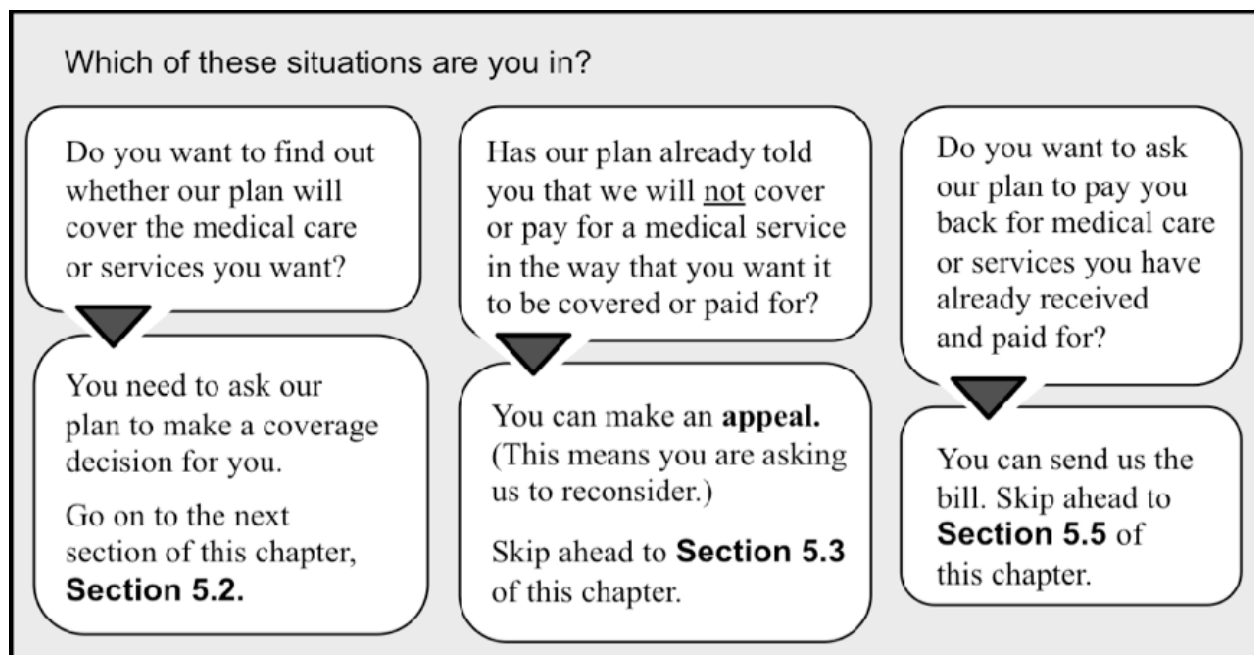 Which of these situations are you in?
Do you want to find out
whether our plan will
cover the medical care
or services you want?
You need to ask our
plan to make a coverage
decision for you.
Go on to the next
section of this chapter,
Section 5.2.
Has our plan already told
you that we will not cover
or pay for a medical service
in the way that you want it
to be covered or paid for?
You can make an appeal.
(This means you are asking
us to reconsider.)
Skip ahead to Section 5.3
of this chapter.
Do you want to ask
our plan to pay you
back for medical care
or services you have
already received
and paid for?
You can send us the
bill. Skip ahead to
Section 5.5 of
this chapter.